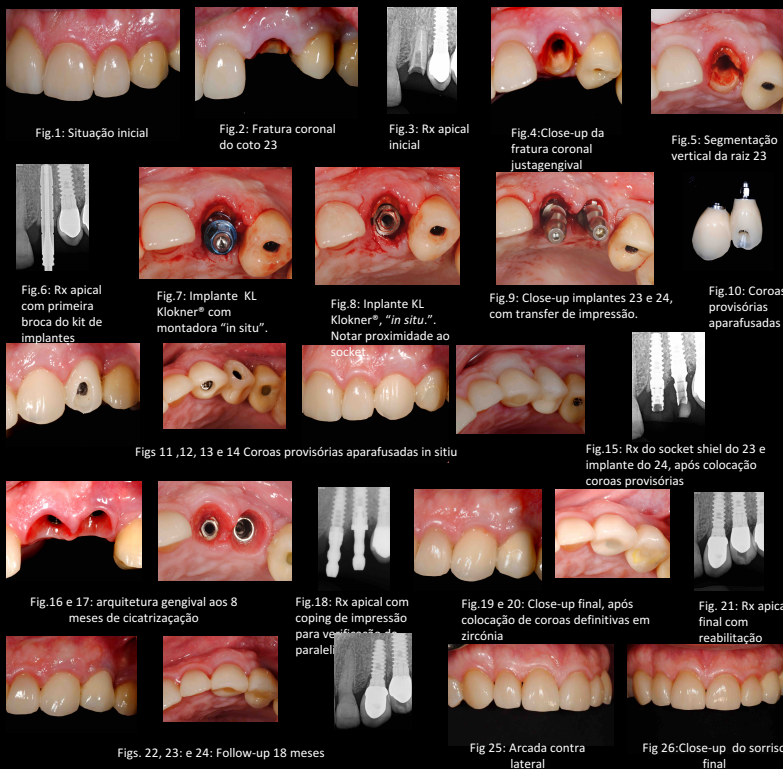 Fig.1: Situação inicial
Fig.2: Fratura coronal
do coto 23
Fig.3: Rx apical
inicial
Fig.4:Close-up da
fratura coronal
justagengival
Fig.5: Segmentação
vertical da raiz 23
Fig.6: Rx apical
com primeira
broca do kit de
implantes
Fig.7: Implante KL
Klokner® com
montadora "in situ".
Fig.8: Inplante KL
Klokner®, "in situ.".
Notar proximidade ao
socket
Fig.9: Close-up implantes 23 e 24,
com transfer de impressão.
Fig.10: Coroas
provisórias
aparafusadas
Figs 11 ,12, 13 e 14 Coroas provisórias aparafusadas in sitiu
Fig.15: Rx do socket shiel do 23 e
implante do 24, após colocação
coroas provisórias
Fig.16 e 17: arquitetura gengival aos 8
meses de cicatrizaçação
Fig.18: Rx apical com
coping de impressão
para
Fig.19 e 20: Close-up final, após
colocação de coroas definitivas em
zircónia
Fig. 21: Rx apica
final com
reabilitação
Figs. 22, 23: e 24: Follow-up 18 meses
Fig 25: Arcada contra
lateral
Fig 26:Close-up do sorriso
final